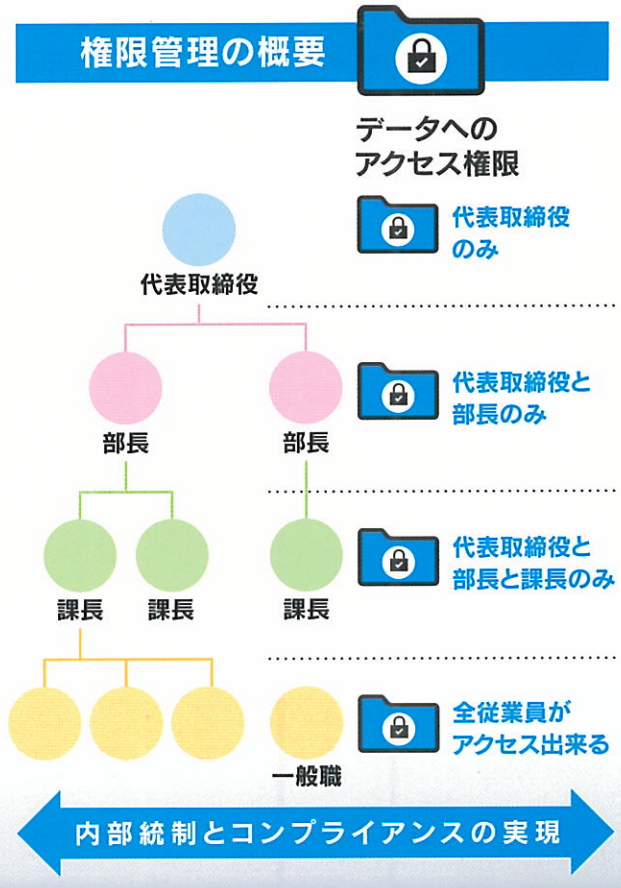 権限管理の概要
データへの
アクセス権限
代表取締役
のみ
代表取締役
代表取締役と
部長のみ
部長
部長
代表取締役と
部長と課長のみ
課長
課長
課長
全従業員が
アクセス出来る
一般職
内部統制とコンプライアンスの実現